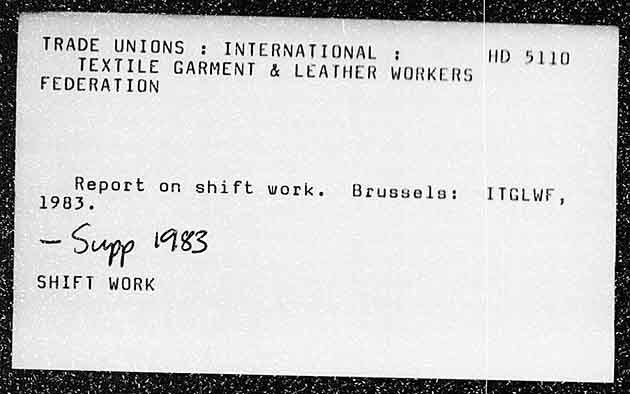 TRADE UNIONS : INTERNATIONAL : HD 5110
TEXTILE GARMENT & LEATHER WORKERS
FEDERATION
Report on shift work. Brussels: ITGLWF,
1983.
— Supp 1983
SHIFT WORK